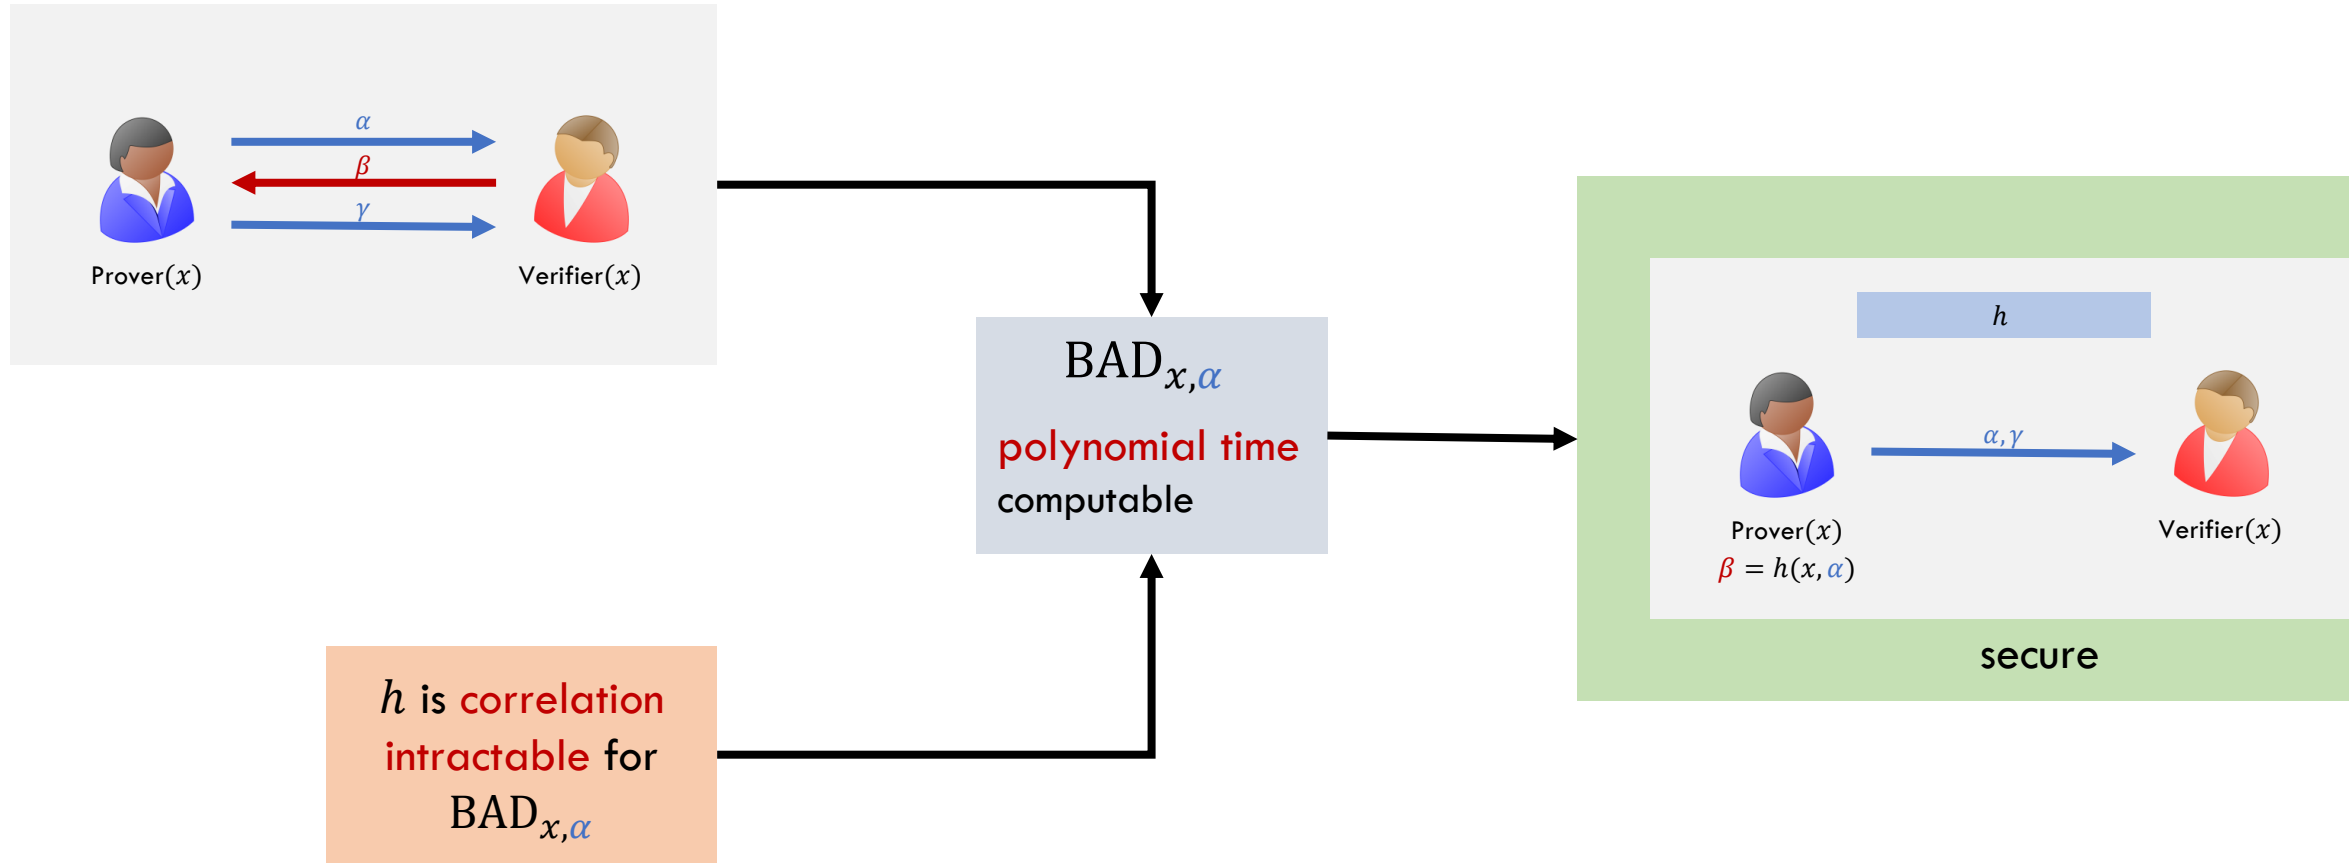 α
β
γ
Prover(x)
Verifier(x)
BAD_{x,α}
polynomial time
computable
h is correlation
intractable for
BAD_{x,α}
h
α, γ
Prover(x)
β = h(x, α)
Verifier(x)
secure